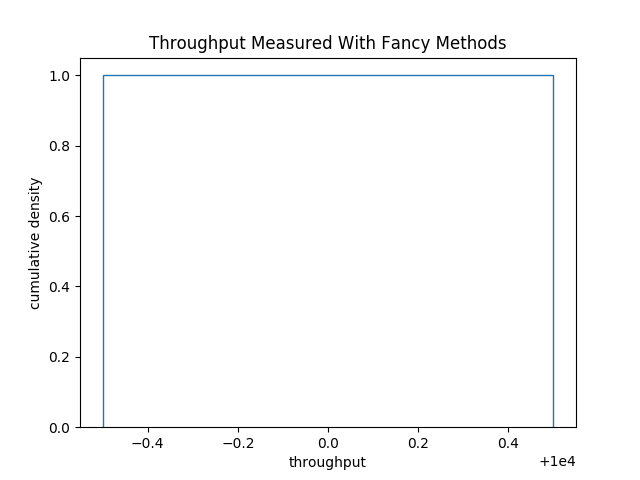 Throughput Measured With Fancy Methods
1.0
0.8
0.6
0.4
0.2
0.0
cumulative density
−0.4 −0.2 0.0 0.2 0.4
throughput
+1e4